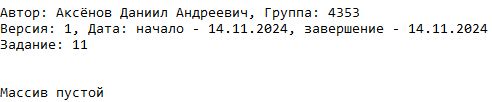 Автор: Аксёнов Даниил Андреевич, Группа: 4353
Версия: 1, Дата: начало - 14.11.2024, завершение - 14.11.2024
Задание: 11
Массив пустой